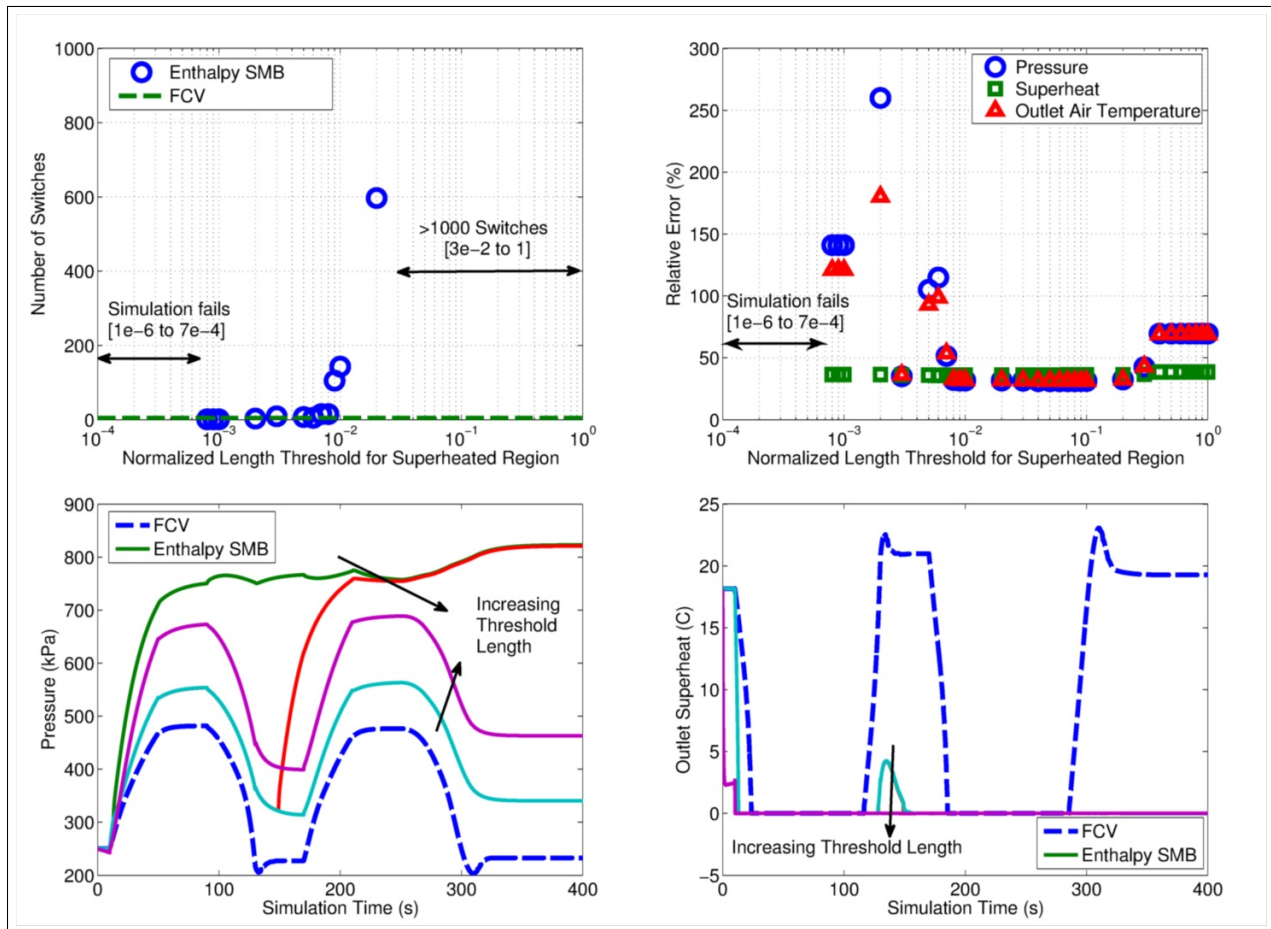 1000
800
600
400
200
0
Number of Switches
Enthalpy SMB
FCV
>1000 Switches
[3e−2 to 1]
Simulation fails
[1e−6 to 7e−4]
10−4
10−3
10−2
10−1
100
Normalized Length Threshold for Superheated Region
300
250
200
150
100
50
0
Relative Error (%)
Pressure
Superheat
Outlet Air Temperature
Simulation fails
[1e−6 to 7e−4]
10−4
10−3
10−2
10−1
100
Normalized Length Threshold for Superheated Region
900
800
700
600
500
400
300
200
Pressure (kPa)
FCV
Enthalpy SMB
Increasing
Threshold
Length
0
100
200
300
400
Simulation Time (s)
25
20
15
10
5
0
−5
Outlet Superheat (C)
Increasing Threshold Length
FCV
Enthalpy SMB
0
100
200
300
400
Simulation Time (s)